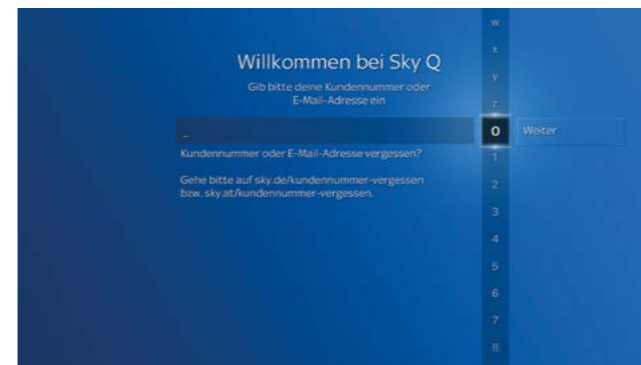 Willkommen bei Sky Q
Gib bitte deine Kundennummer oder
E-Mail-Adresse ein
_
Kundennummer oder E-Mail-Adresse vergessen?
Gehe bitte auf sky.de/kundennummer-vergessen
bzw. sky.at/kundennummer-vergessen.
w
x
y
z
0
Weiter
1
2
3
4
5
6
7
8